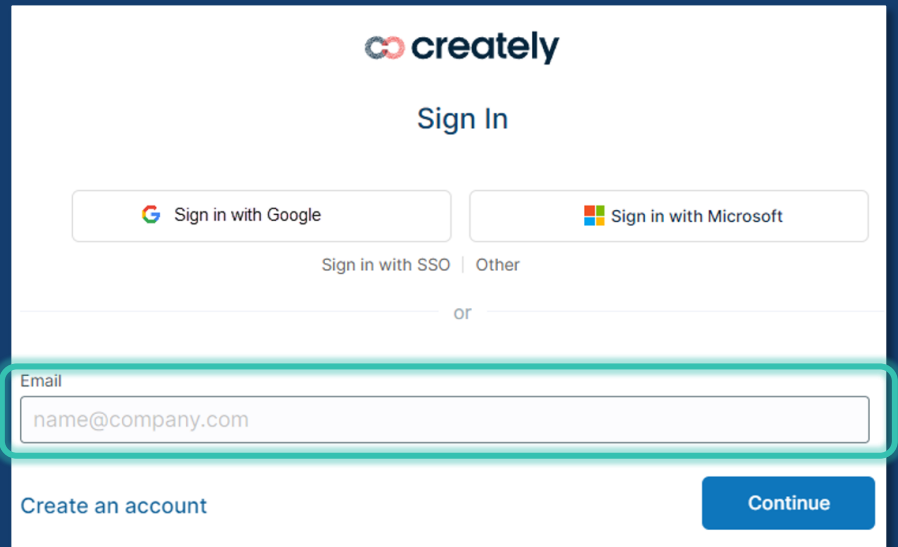 creately
Sign In
Sign in with Google
Sign in with Microsoft
Sign in with SSO
Other
or
Email
name@company.com
Create an account
Continue